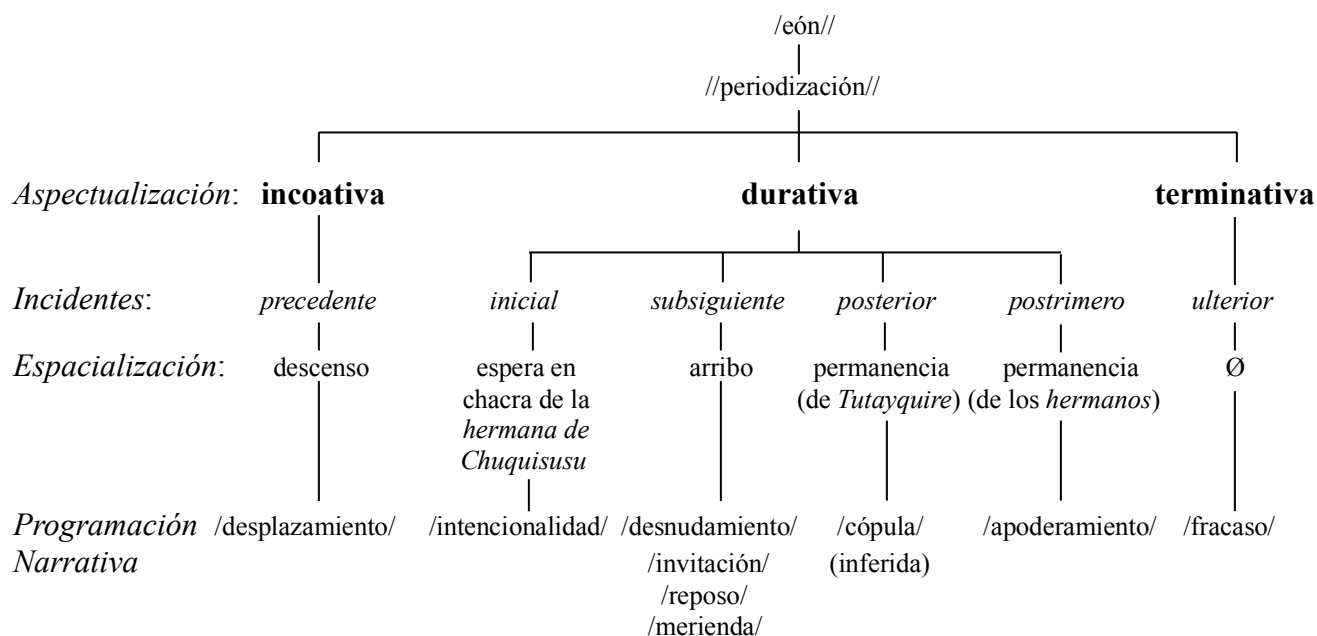 /eón//
//periodización//
Aspectualización: incoativa durativa terminativa
Incidentes: precedente inicial subsiguiente posterior postrimero ulterior
Espacialización: descenso espera en arribo permanencia permanencia Ø
chacra de la (de Tutayquire) (de los hermanos)
hermana de
Chuquisusu
Programación /desplazamiento/ /intencionalidad/ /desnudamiento/ /cópula/ /apoderamiento/ /fracaso/
Narrativa /invitación/ (inferida)
/reposo/
/merienda/